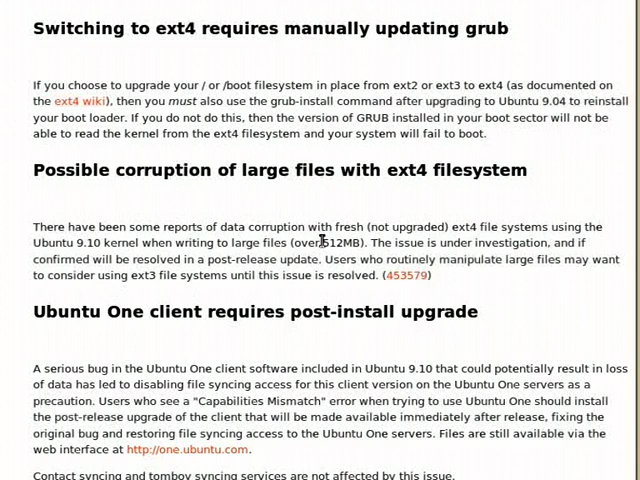 Switching to ext4 requires manually updating grub
If you choose to upgrade your / or /boot filesystem in place from ext2 or ext3 to ext4 (as documented on
the ext4 wiki), then you must also use the grub-install command after upgrading to Ubuntu 9.04 to reinstall
your boot loader. If you do not do this, then the version of GRUB installed in your boot sector will not be
able to read the kernel from the ext4 filesystem and your system will fail to boot.
Possible corruption of large files with ext4 filesystem
There have been some reports of data corruption with fresh (not upgraded) ext4 file systems using the
Ubuntu 9.10 kernel when writing to large files (over 512MB). The issue is under investigation, and if
confirmed will be resolved in a post-release update. Users who routinely manipulate large files may want
to consider using ext3 file systems until this issue is resolved. (453579)
Ubuntu One client requires post-install upgrade
A serious bug in the Ubuntu One client software included in Ubuntu 9.10 that could potentially result in loss
of data has led to disabling file syncing access for this client version on the Ubuntu One servers as a
precaution. Users who see a "Capabilities Mismatch" error when trying to use Ubuntu One should install
the post-release upgrade of the client that will be made available immediately after release, fixing the
original bug and restoring file syncing access to the Ubuntu One servers. Files are still available via the
web interface at http://one.ubuntu.com.
Contact syncing and tomboy syncing services are not affected by this issue.